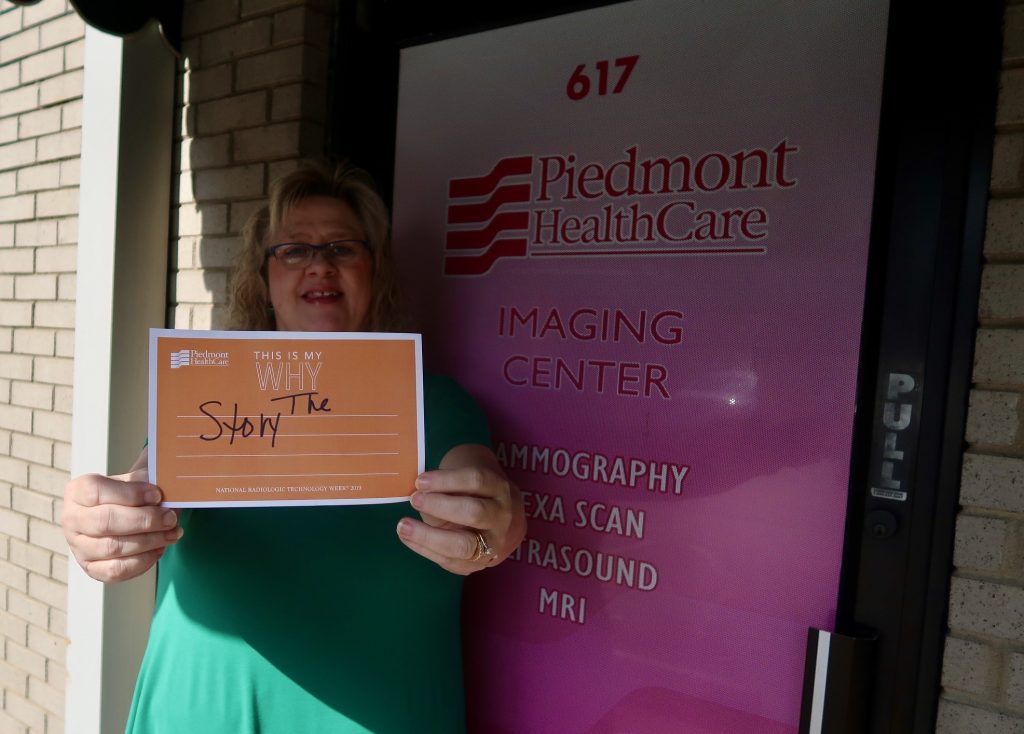 617
Piedmont
HealthCare
IMAGING
CENTER
AMMOGRAPHY
EXA SCAN
TRASOUND
MRI
PULL
Piedmont
HealthCare
THIS IS MY
WHY
The
Story
NATIONAL RADIOLOGIC TECHNOLOGY WEEK® 2019